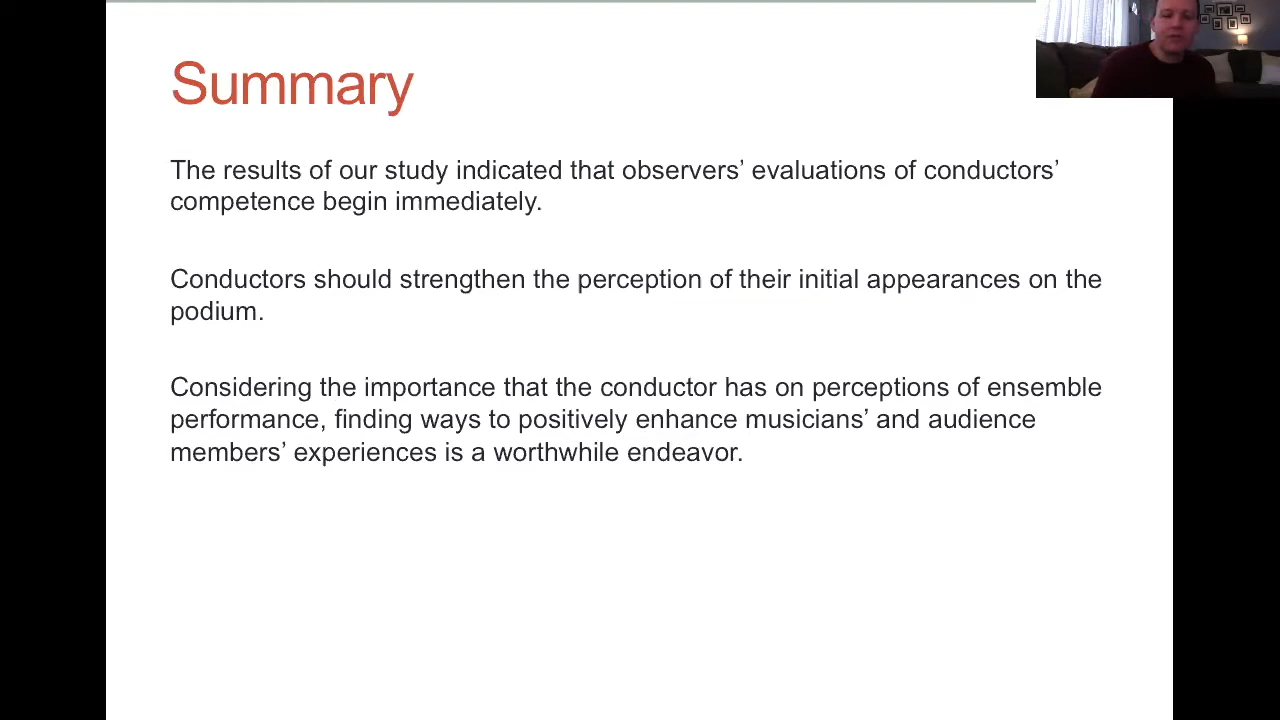 Summary
The results of our study indicated that observers’ evaluations of conductors’
competence begin immediately.
Conductors should strengthen the perception of their initial appearances on the
podium.
Considering the importance that the conductor has on perceptions of ensemble
performance, finding ways to positively enhance musicians’ and audience
members’ experiences is a worthwhile endeavor.